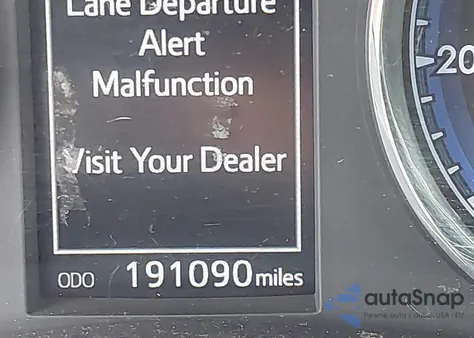 Lane Departure
Alert
Malfunction
Visit Your Dealer
20
ODO 191090 miles
autoSnap